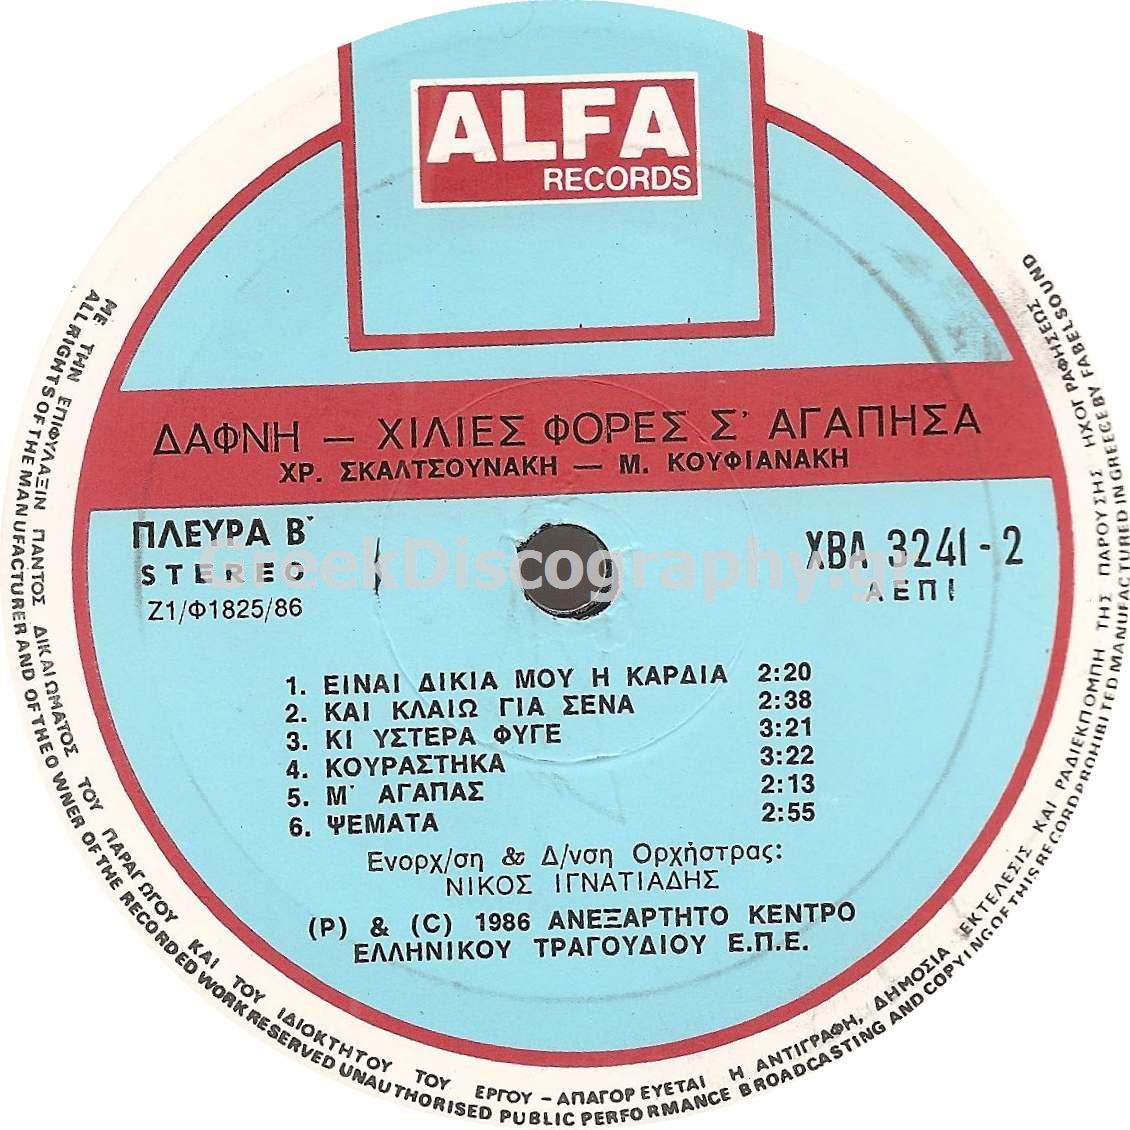 ALFA
RECORDS
ΔΑΦΝΗ – ΧΙΛΙΕΣ ΦΟΡΕΣ Σ' ΑΓΑΠΗΣΑ
ΧΡ. ΣΚΑΛΤΣΟΥΝΑΚΗ – Μ. ΚΟΥΦΙΑΝΑΚΗ
ΠΛΕΥΡΑ Β'
STEREO
Ζ1/Φ1825/86
ΧΒΑ 3241-2
ΑΕΠΙ
GreekDiscography.gr
1. ΕΙΝΑΙ ΔΙΚΙΑ ΜΟΥ Η ΚΑΡΔΙΑ 2:20
2. ΚΑΙ ΚΛΑΙΩ ΓΙΑ ΣΕΝΑ 2:38
3. ΚΙ ΥΣΤΕΡΑ ΦΥΓΕ 3:21
4. ΚΟΥΡΑΣΤΗΚΑ 3:22
5. Μ' ΑΓΑΠΑΣ 2:13
6. ΨΕΜΑΤΑ 2:55
Ενορχ/ση & Δ/νση Ορχήστρας:
ΝΙΚΟΣ ΙΓΝΑΤΙΑΔΗΣ
(P) & (C) 1986 ΑΝΕΞΑΡΤΗΤΟ ΚΕΝΤΡΟ
ΕΛΛΗΝΙΚΟΥ ΤΡΑΓΟΥΔΙΟΥ Ε.Π.Ε.
ΜΕ ΤΗΝ ΕΠΙΦΥΛΑΞΙΝ ΠΑΝΤΟΣ ΔΙΚΑΙΩΜΑΤΟΣ ΤΟΥ ΠΑΡΑΓΩΓΟΥ ΚΑΙ ΤΟΥ ΙΔΙΟΚΤΗΤΟΥ ΤΟΥ ΕΡΓΟΥ – ΑΠΑΓΟΡΕΥΕΤΑΙ Η ΑΝΤΙΓΡΑΦΗ, ΔΗΜΟΣΙΑ ΕΚΤΕΛΕΣΙΣ ΚΑΙ ΡΑΔΙΕΚΠΟΜΠΗ ΤΗΣ ΠΑΡΟΥΣΗΣ ΗΧΟΓΡΑΦΗΣΕΩΣ
ALL RIGHTS OF THE MANUFACTURER AND OF THE OWNER OF THE RECORDED WORK RESERVED UNAUTHORISED PUBLIC PERFORMANCE BROADCASTING AND COPYING OF THIS RECORD PROHIBITED MANUFACTURED IN GREECE BY FABELSOUND